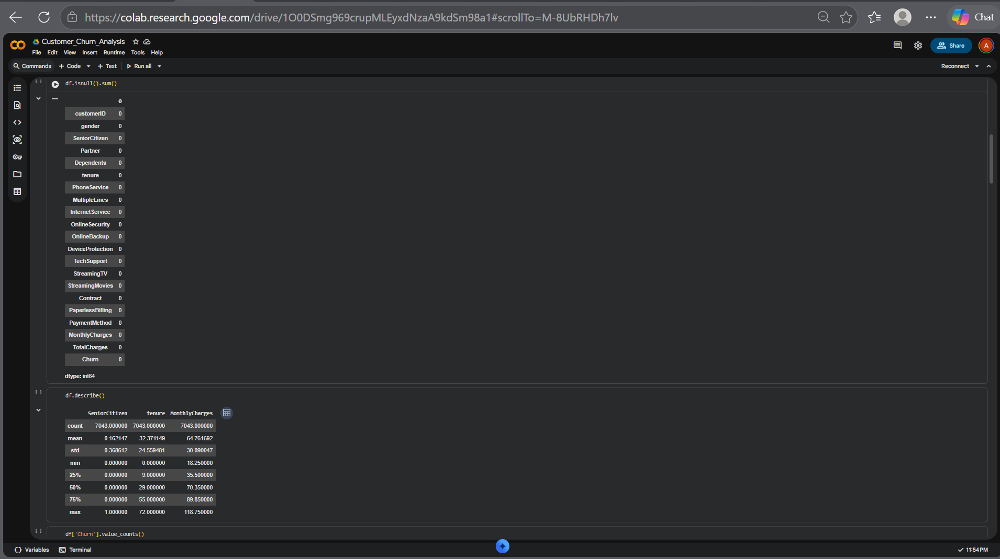 https://colab.research.google.com/drive/1O0DSmg969crupMLEyxdNzaA9kdSm98a1#scrollTo=M-8UbRHDh7lv
Chat
Customer_Churn_Analysis
File Edit View Insert Runtime Tools Help
Share
A
Commands + Code + Text Run all
Reconnect
[ ] df.isnull().sum()
0
customerID 0
gender 0
SeniorCitizen 0
Partner 0
Dependents 0
tenure 0
PhoneService 0
MultipleLines 0
InternetService 0
OnlineSecurity 0
OnlineBackup 0
DeviceProtection 0
TechSupport 0
StreamingTV 0
StreamingMovies 0
Contract 0
PaperlessBilling 0
PaymentMethod 0
MonthlyCharges 0
TotalCharges 0
Churn 0
dtype: int64
[ ] df.describe()
SeniorCitizen tenure MonthlyCharges
count 7043.000000 7043.000000 7043.000000
mean 0.162147 32.371149 64.761692
std 0.368612 24.559481 30.090047
min 0.000000 0.000000 18.250000
25% 0.000000 9.000000 35.500000
50% 0.000000 29.000000 70.350000
75% 0.000000 55.000000 89.850000
max 1.000000 72.000000 118.750000
[ ] df['Churn'].value_counts()
Variables Terminal
11:54 PM